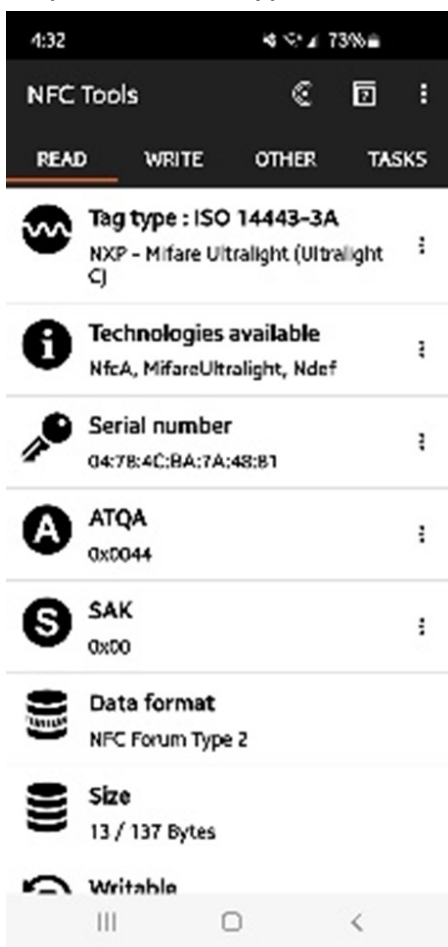 4:32 73%
NFC Tools
READ WRITE OTHER TASKS
Tag type : ISO 14443-3A
NXP - Mifare Ultralight (Ultralight
C)
Technologies available
NfcA, MifareUltralight, Ndef
Serial number
04:78:4C:BA:7A:48:81
A
ATQA
0x0044
S
SAK
0x00
Data format
NFC Forum Type 2
Size
13 / 137 Bytes
Writable